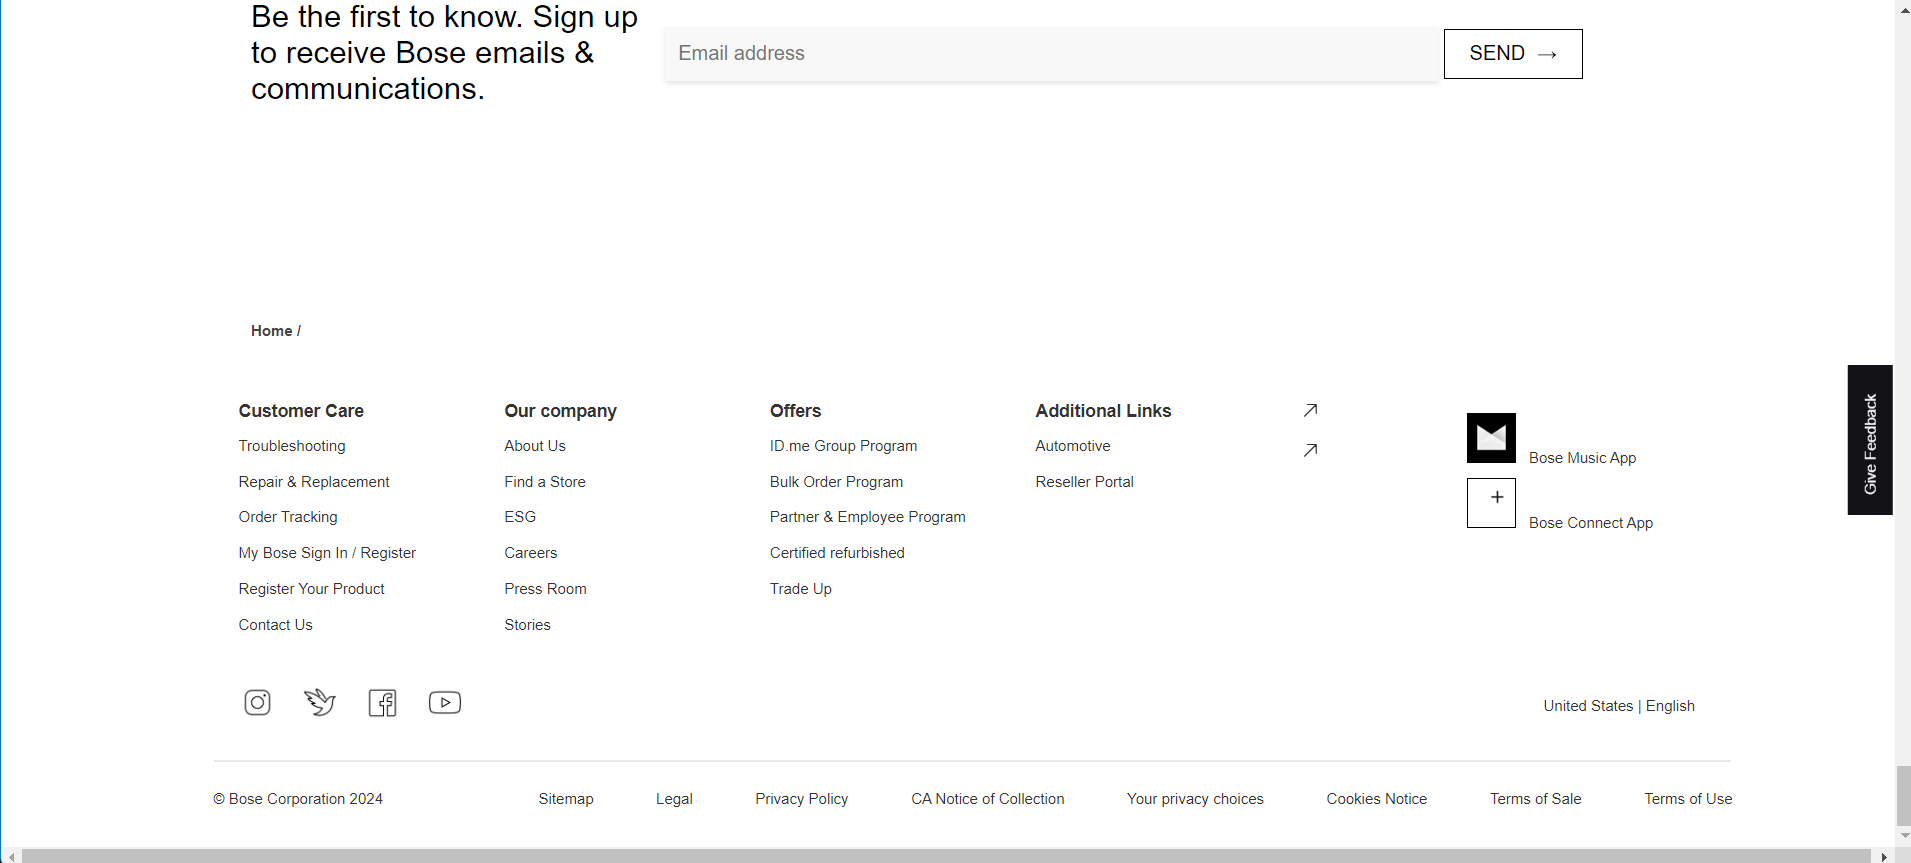 Be the first to know. Sign up
to receive Bose emails &
communications.
Email address
SEND →
Home /
Customer Care
Troubleshooting
Repair & Replacement
Order Tracking
My Bose Sign In / Register
Register Your Product
Contact Us
Our company
About Us
Find a Store
ESG
Careers
Press Room
Stories
Offers
ID.me Group Program
Bulk Order Program
Partner & Employee Program
Certified refurbished
Trade Up
Additional Links
Automotive
Reseller Portal
Bose Music App
Bose Connect App
Give Feedback
United States | English
© Bose Corporation 2024
Sitemap
Legal
Privacy Policy
CA Notice of Collection
Your privacy choices
Cookies Notice
Terms of Sale
Terms of Use